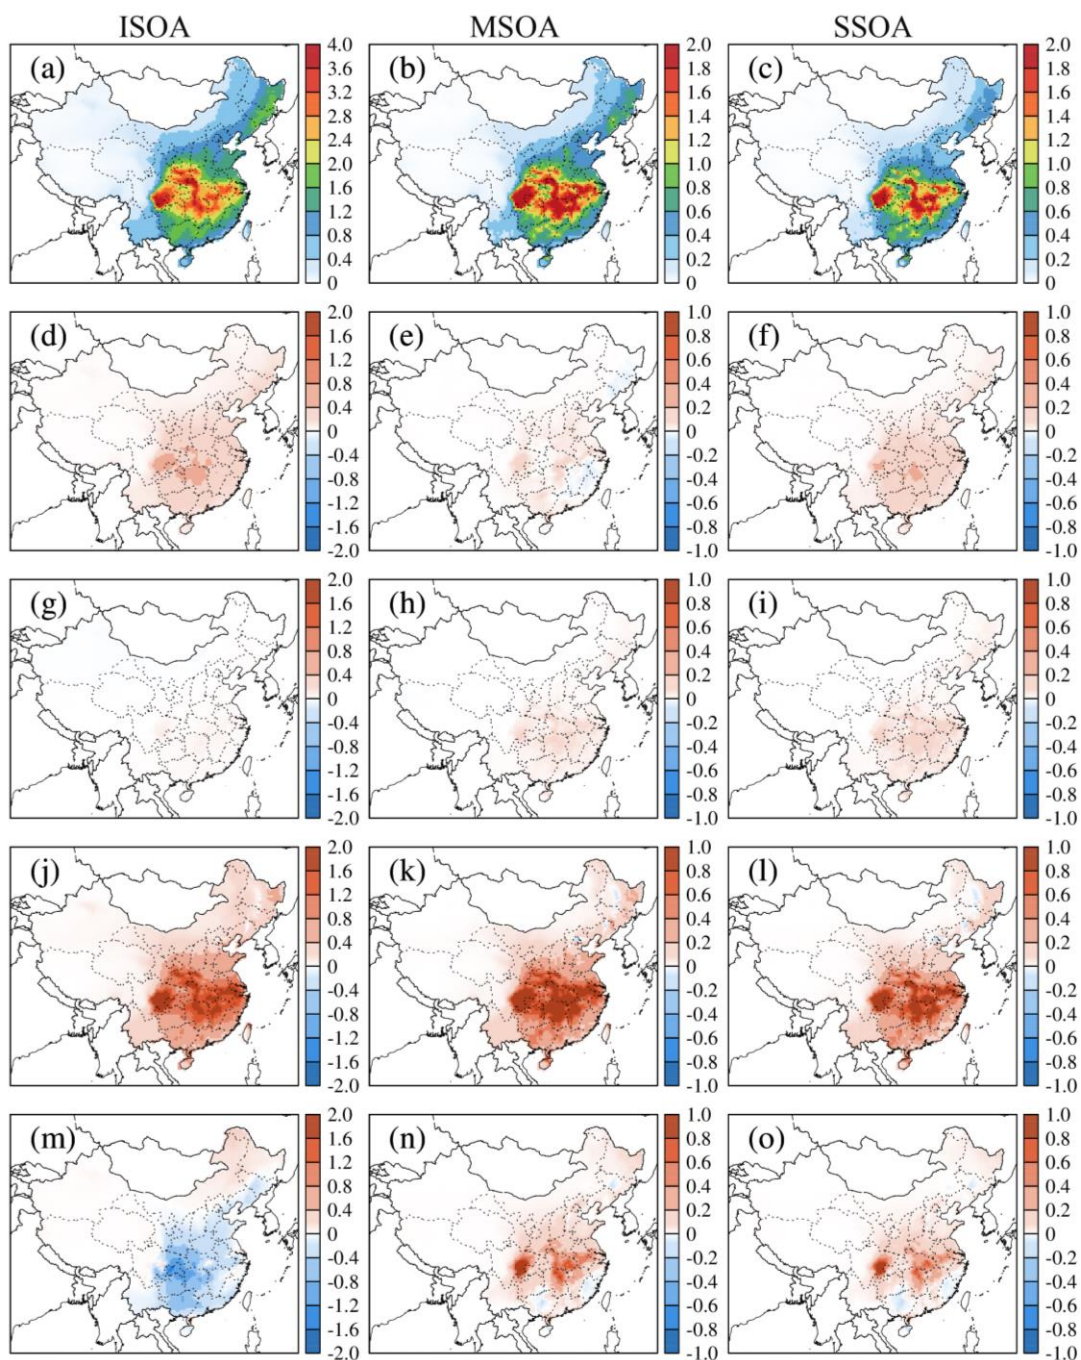 ISOA MSOA SSOA
(a) 4.0 3.6 3.2 2.8 2.4 2.0 1.6 1.2 0.8 0.4 0
(b) 2.0 1.8 1.6 1.4 1.2 1.0 0.8 0.6 0.4 0.2 0
(c) 2.0 1.8 1.6 1.4 1.2 1.0 0.8 0.6 0.4 0.2 0
(d) 2.0 1.6 1.2 0.8 0.4 0 -0.4 -0.8 -1.2 -1.6 -2.0
(e) 1.0 0.8 0.6 0.4 0.2 0 -0.2 -0.4 -0.6 -0.8 -1.0
(f) 1.0 0.8 0.6 0.4 0.2 0 -0.2 -0.4 -0.6 -0.8 -1.0
(g) 2.0 1.6 1.2 0.8 0.4 0 -0.4 -0.8 -1.2 -1.6 -2.0
(h) 1.0 0.8 0.6 0.4 0.2 0 -0.2 -0.4 -0.6 -0.8 -1.0
(i) 1.0 0.8 0.6 0.4 0.2 0 -0.2 -0.4 -0.6 -0.8 -1.0
(j) 2.0 1.6 1.2 0.8 0.4 0 -0.4 -0.8 -1.2 -1.6 -2.0
(k) 1.0 0.8 0.6 0.4 0.2 0 -0.2 -0.4 -0.6 -0.8 -1.0
(l) 1.0 0.8 0.6 0.4 0.2 0 -0.2 -0.4 -0.6 -0.8 -1.0
(m) 2.0 1.6 1.2 0.8 0.4 0 -0.4 -0.8 -1.2 -1.6 -2.0
(n) 1.0 0.8 0.6 0.4 0.2 0 -0.2 -0.4 -0.6 -0.8 -1.0
(o) 1.0 0.8 0.6 0.4 0.2 0 -0.2 -0.4 -0.6 -0.8 -1.0